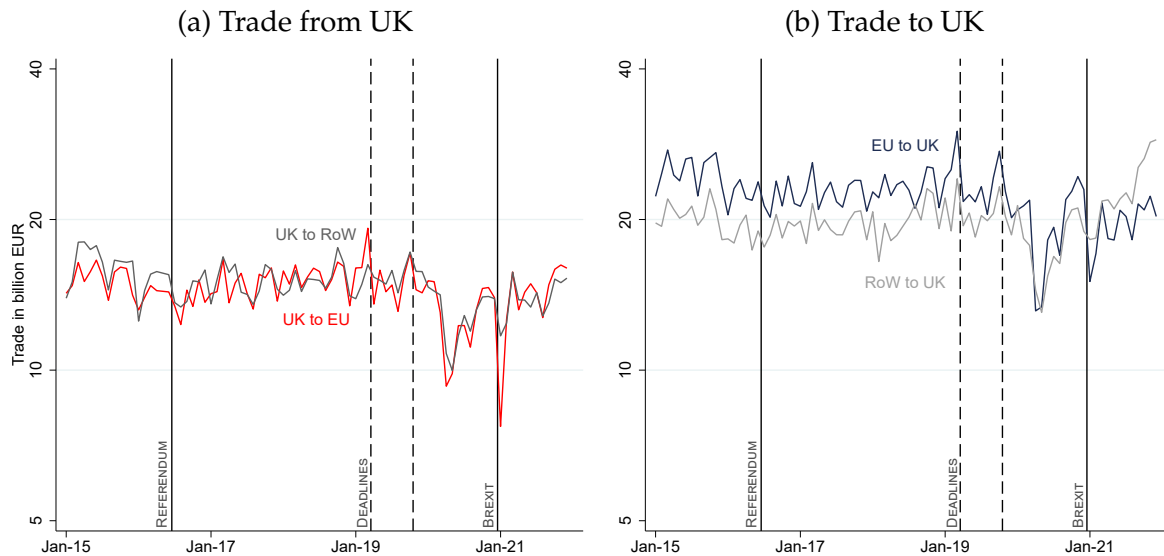 (a) Trade from UK
Trade in billion EUR
40
20
10
5
UK to RoW
UK to EU
REFERENDUM
DEADLINES
BREXIT
Jan-15
Jan-17
Jan-19
Jan-21
(b) Trade to UK
40
20
10
5
EU to UK
RoW to UK
REFERENDUM
DEADLINES
BREXIT
Jan-15
Jan-17
Jan-19
Jan-21